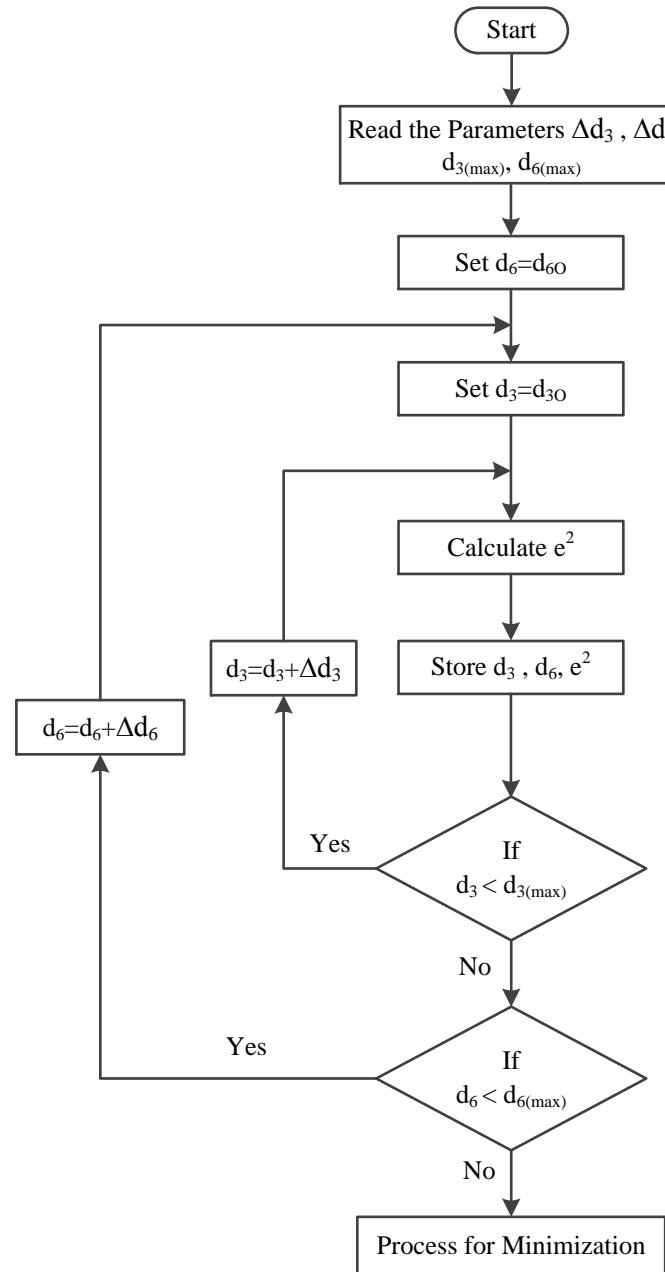 Start
Read the Parameters Δd₃ , Δd
d₃₍ₘₐₓ₎, d₆₍ₘₐₓ₎
Set d₆=d₆ₒ
Set d₃=d₃ₒ
Calculate e²
d₃=d₃+Δd₃
Store d₃ , d₆, e²
d₆=d₆+Δd₆
Yes
If
d₃ < d₃₍ₘₐₓ₎
No
Yes
If
d₆ < d₆₍ₘₐₓ₎
No
Process for Minimization